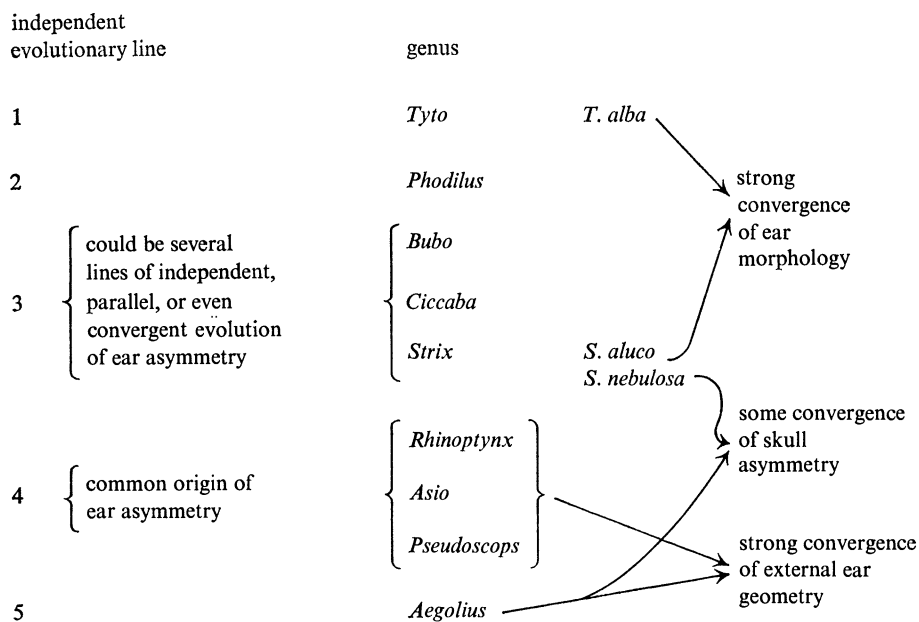 independent
evolutionary line
genus
1
Tyto
T. alba
2
Phodilus
strong
convergence
of ear
morphology
3
could be several
lines of independent,
parallel, or even
convergent evolution
of ear asymmetry
Bubo
Ciccaba
Strix
S. aluco
S. nebulosa
some convergence
of skull
asymmetry
4
common origin of
ear asymmetry
Rhinoptynx
Asio
Pseudoscops
strong convergence
of external ear
geometry
5
Aegolius